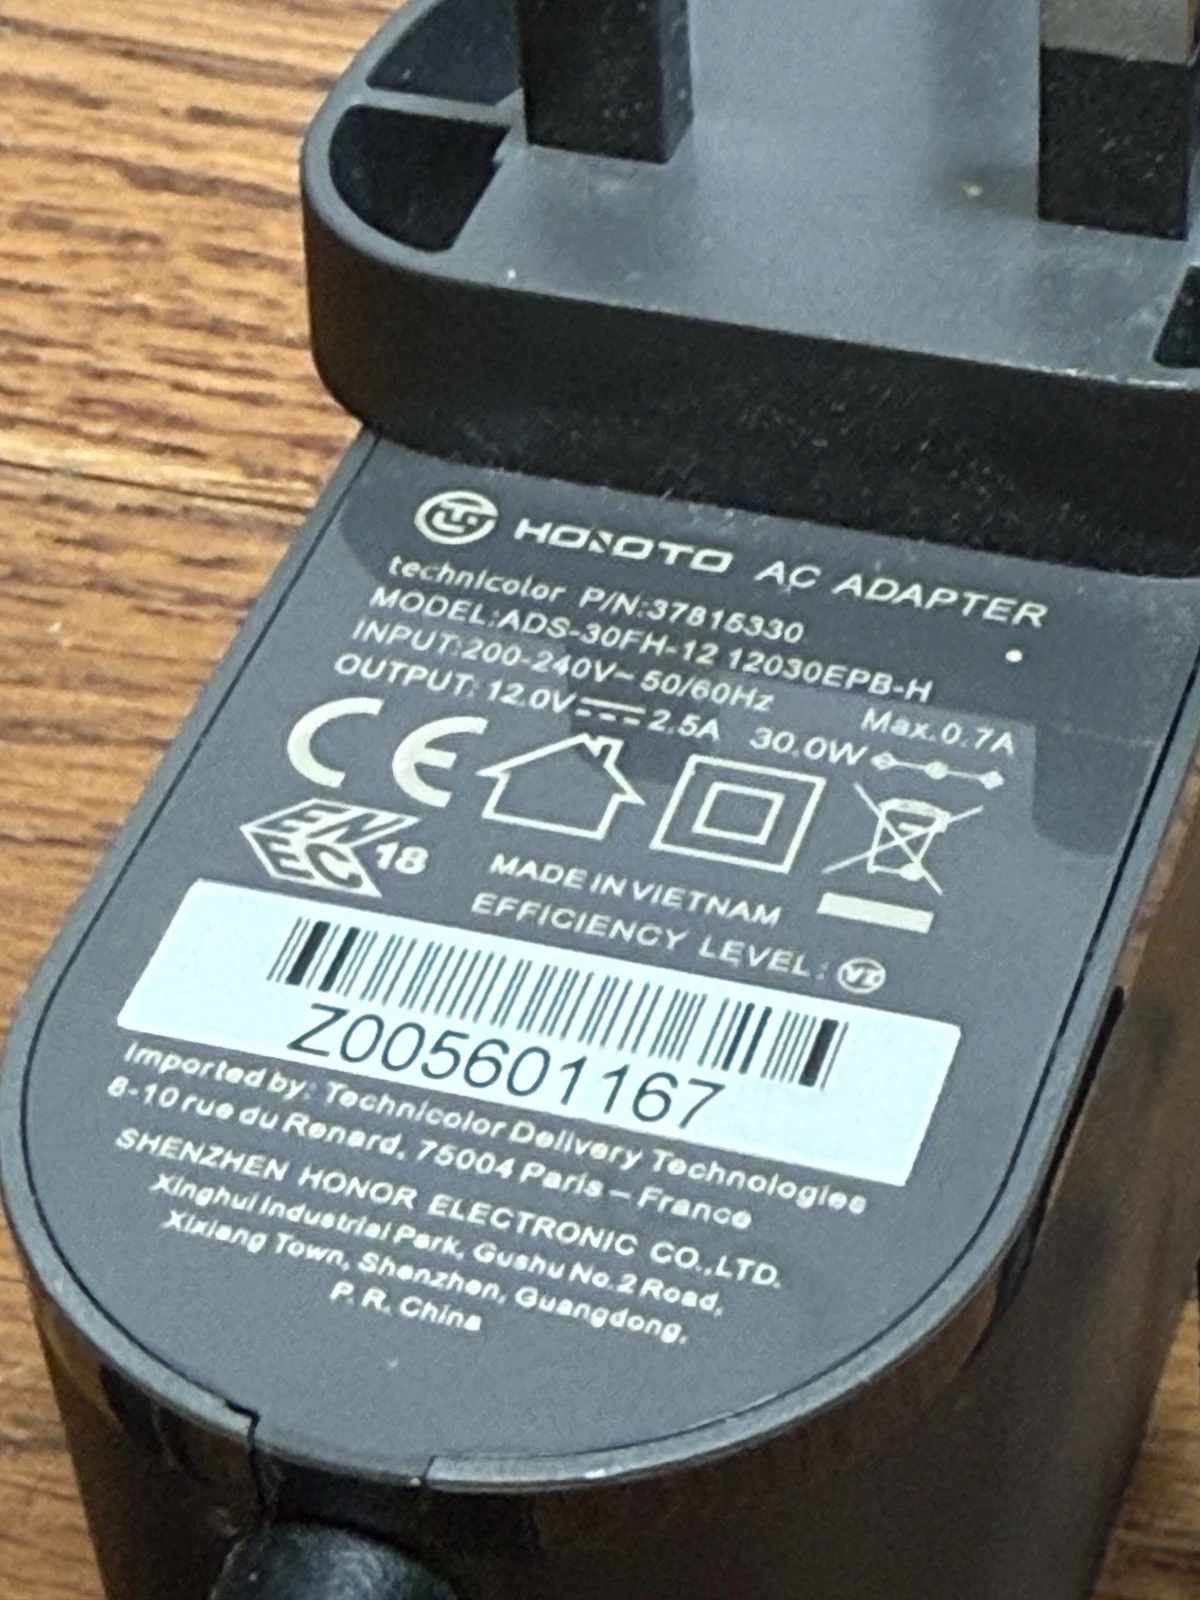 HONOTO AC ADAPTER
technicolor P/N:37815330
MODEL:ADS-30FH-12 12030EPB-H
INPUT:200-240V~ 50/60Hz Max.0.7A
OUTPUT: 12.0V 2.5A 30.0W
CE
EN
EC 18
MADE IN VIETNAM
EFFICIENCY LEVEL: VI
Z005601167
Imported by: Technicolor Delivery Technologies
8-10 rue du Renard, 75004 Paris – France
SHENZHEN HONOR ELECTRONIC CO.,LTD.
Xinghui Industrial Park, Gushu No.2 Road,
Xixiang Town, Shenzhen, Guangdong,
P. R. China